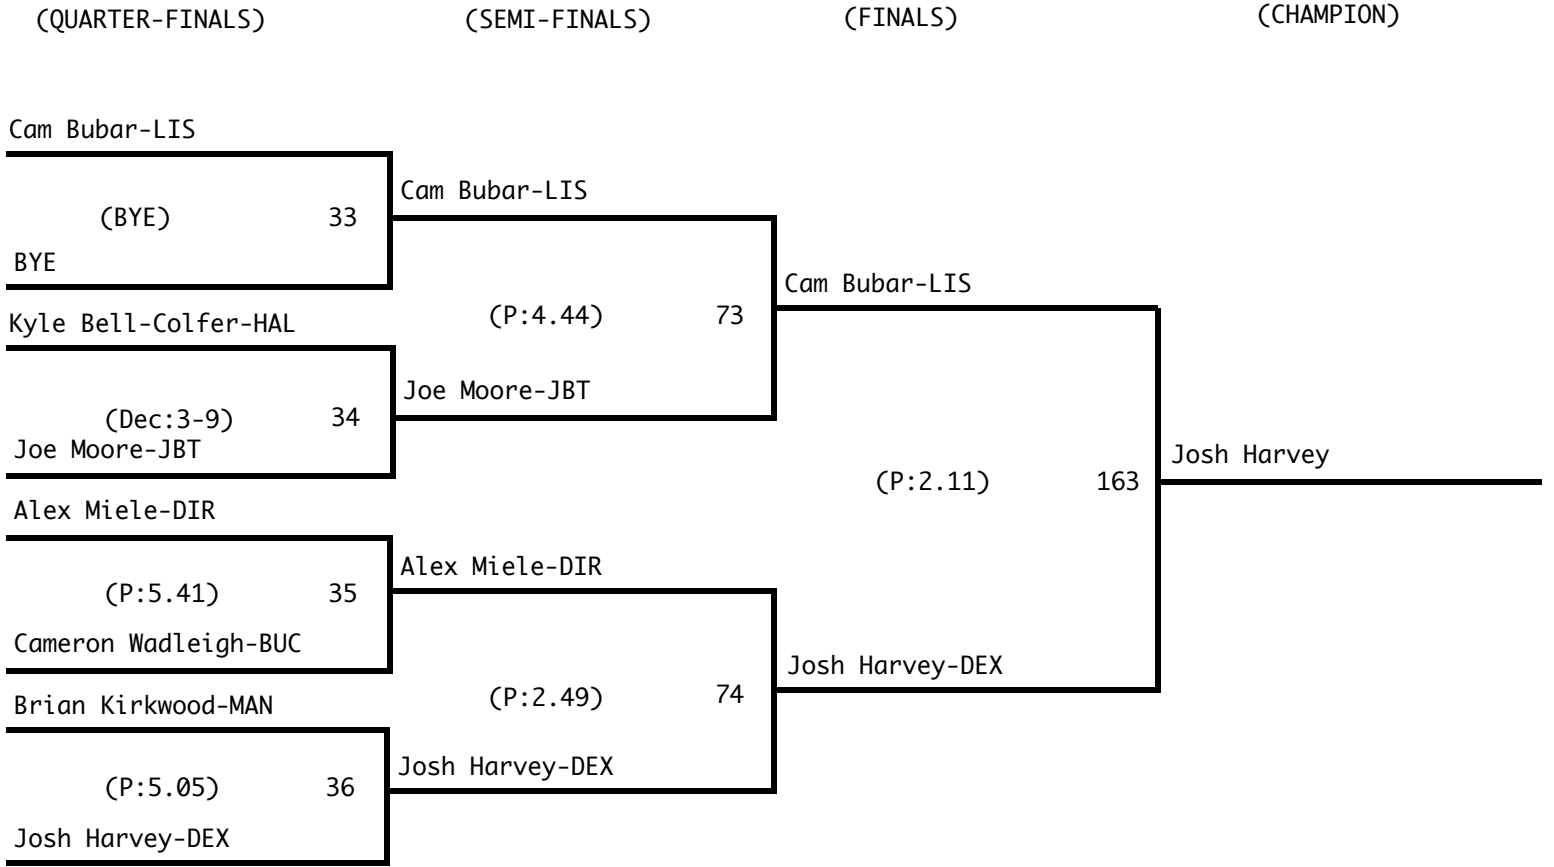 (QUARTER-FINALS)
(SEMI-FINALS)
(FINALS)
(CHAMPION)
Cam Bubar-LIS
(BYE) 33
BYE
Kyle Bell-Colfer-HAL
(Dec:3-9) 34
Joe Moore-JBT
Alex Miele-DIR
(P:5.41) 35
Cameron Wadleigh-BUC
Brian Kirkwood-MAN
(P:5.05) 36
Josh Harvey-DEX
Cam Bubar-LIS
(P:4.44) 73
Joe Moore-JBT
Alex Miele-DIR
(P:2.49) 74
Josh Harvey-DEX
Cam Bubar-LIS
(P:2.11) 163
Josh Harvey-DEX
Josh Harvey